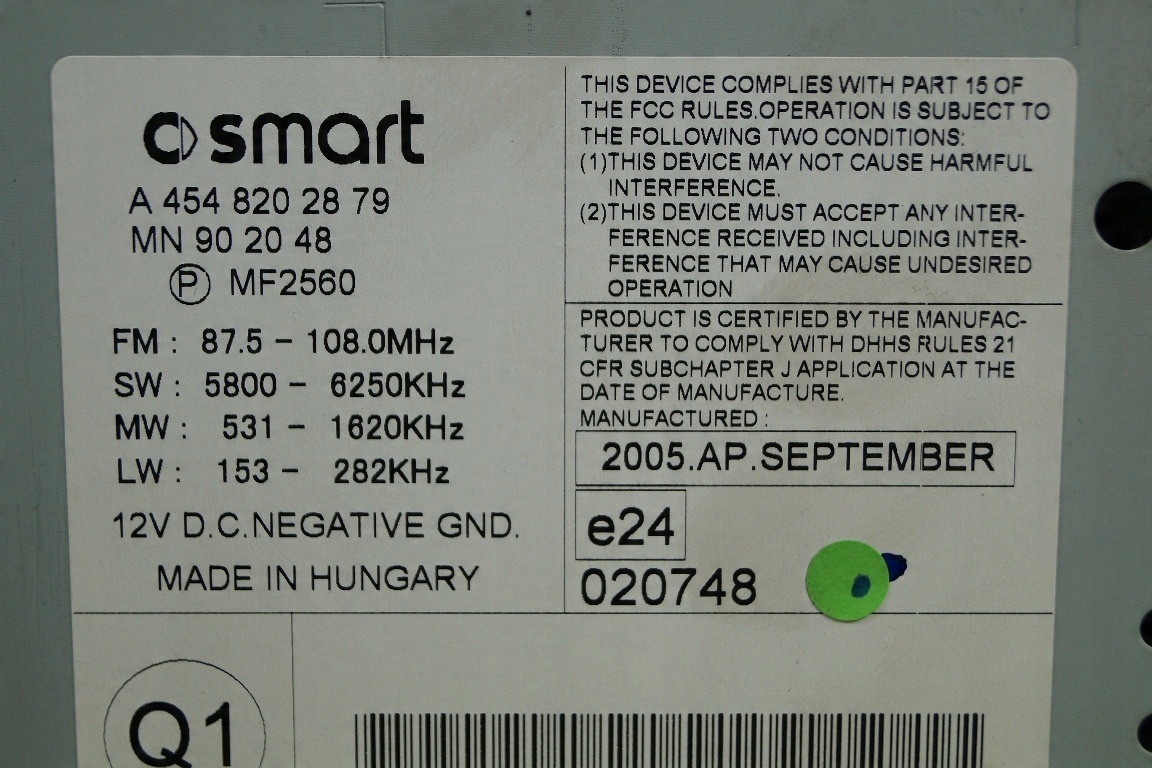 smart
A 454 820 28 79
MN 90 20 48
P MF2560
FM : 87.5 - 108.0MHz
SW : 5800 - 6250KHz
MW : 531 - 1620KHz
LW : 153 - 282KHz
12V D.C.NEGATIVE GND.
MADE IN HUNGARY
THIS DEVICE COMPLIES WITH PART 15 OF
THE FCC RULES.OPERATION IS SUBJECT TO
THE FOLLOWING TWO CONDITIONS:
(1)THIS DEVICE MAY NOT CAUSE HARMFUL
INTERFERENCE.
(2)THIS DEVICE MUST ACCEPT ANY INTER-
FERENCE RECEIVED INCLUDING INTER-
FERENCE THAT MAY CAUSE UNDESIRED
OPERATION
PRODUCT IS CERTIFIED BY THE MANUFAC-
TURER TO COMPLY WITH DHHS RULES 21
CFR SUBCHAPTER J APPLICATION AT THE
DATE OF MANUFACTURE.
MANUFACTURED :
2005.AP.SEPTEMBER
e24
020748
Q1